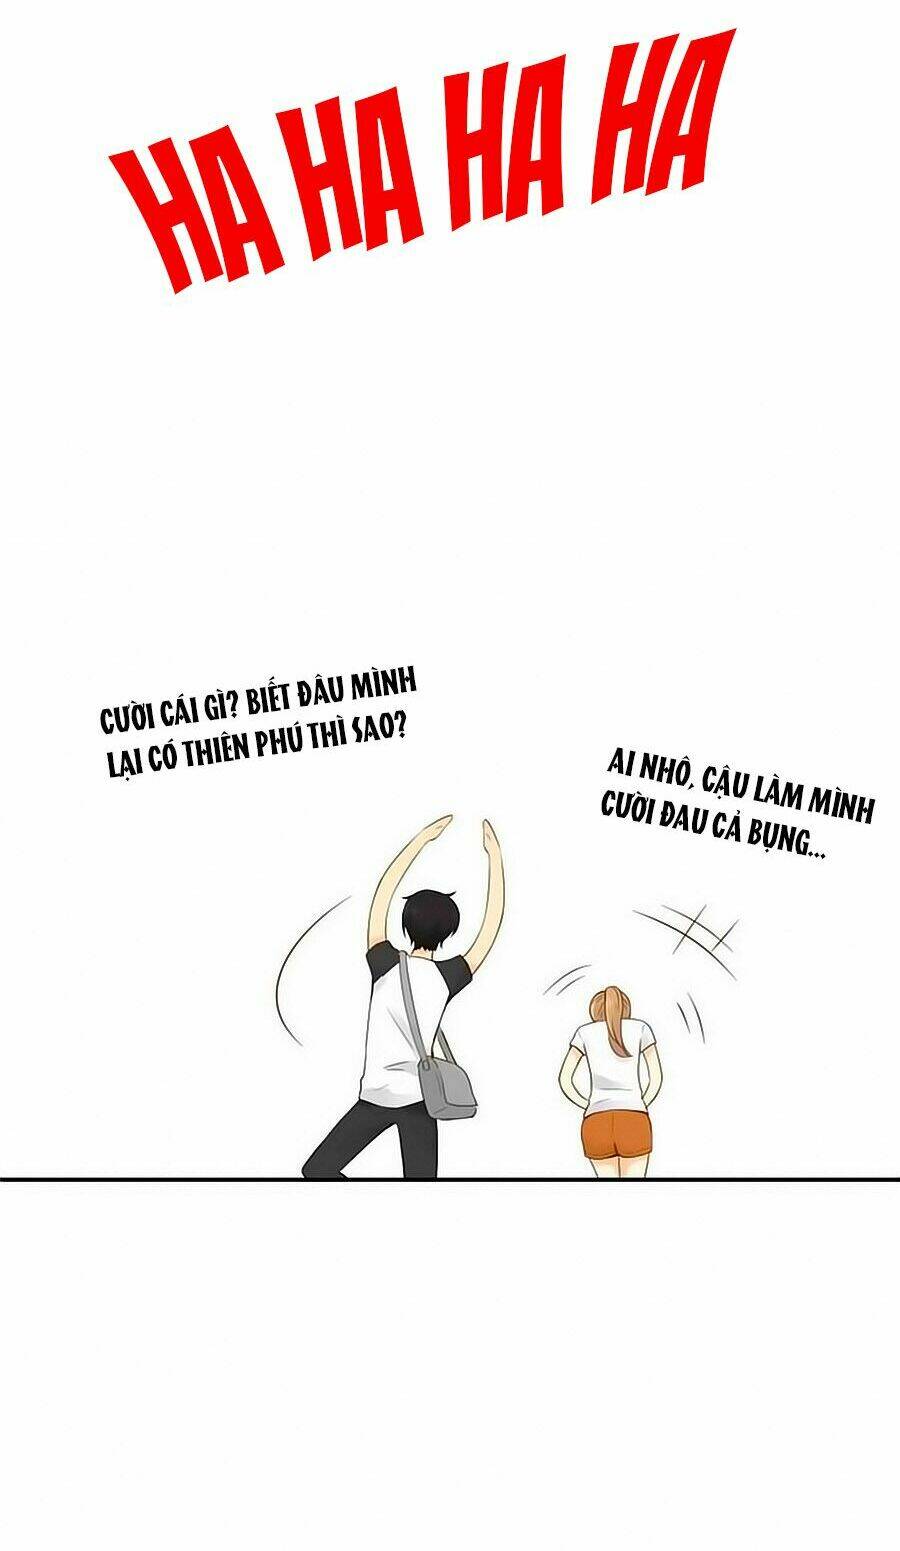 HA HA HA HA
CƯỜI CÁI GÌ? BIẾT ĐÂU MÌNH
LẠI CÓ THIÊN PHÚ THÌ SAO?
AI NHÔ, CẬU LÀM MÌNH
CƯỜI ĐAU CẢ BỤNG...